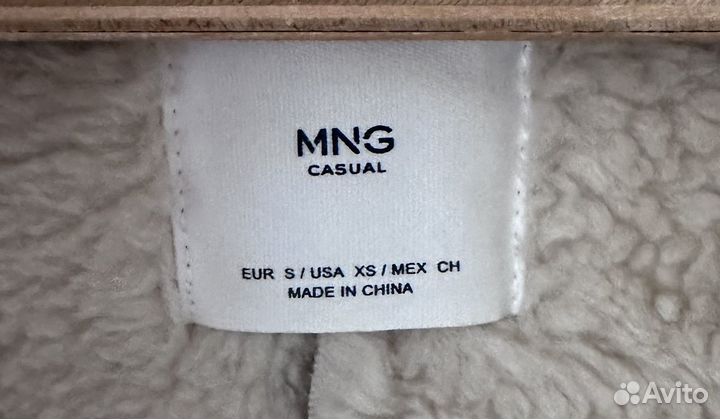 MNG
CASUAL
EUR S / USA XS / MEX CH
MADE IN CHINA
Avito